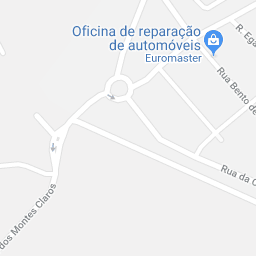 Oficina de reparação
de automóveis
Euromaster
R. Ega
Rua Bento de
Rua da C
dos Montes Claros